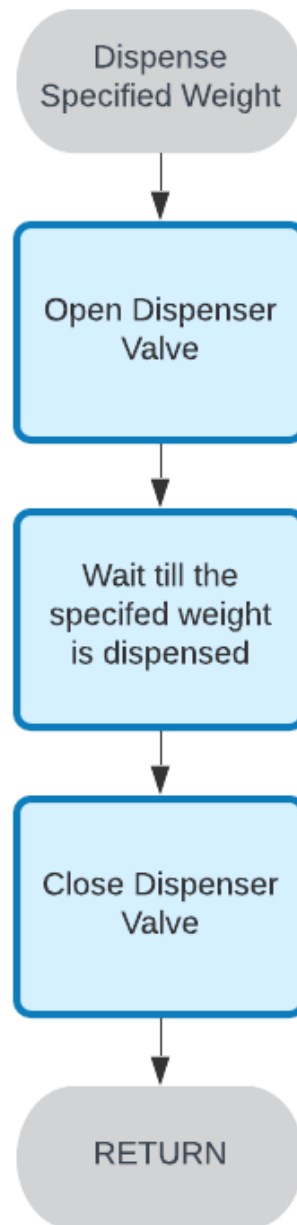 Dispense
Specified Weight
Open Dispenser
Valve
Wait till the
specifed weight
is dispensed
Close Dispenser
Valve
RETURN